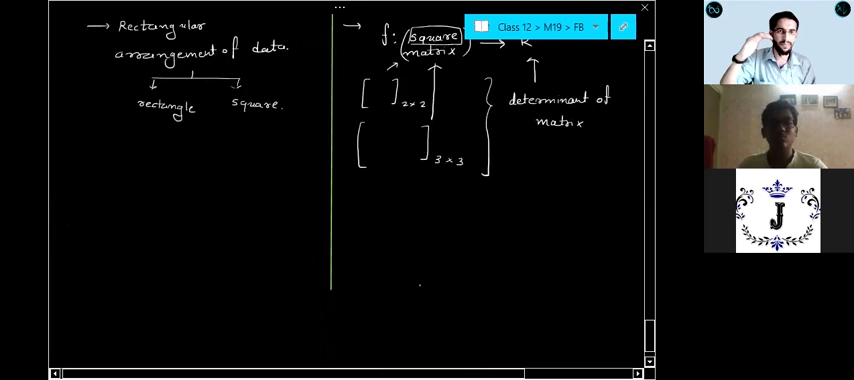 → Rectangular
arrangement of data.
rectangle square.
→ f: (square matrix) → R
[ ]2×2
[ ]3×3
determinant of
matrix
Class 12 > M19 > FB
J